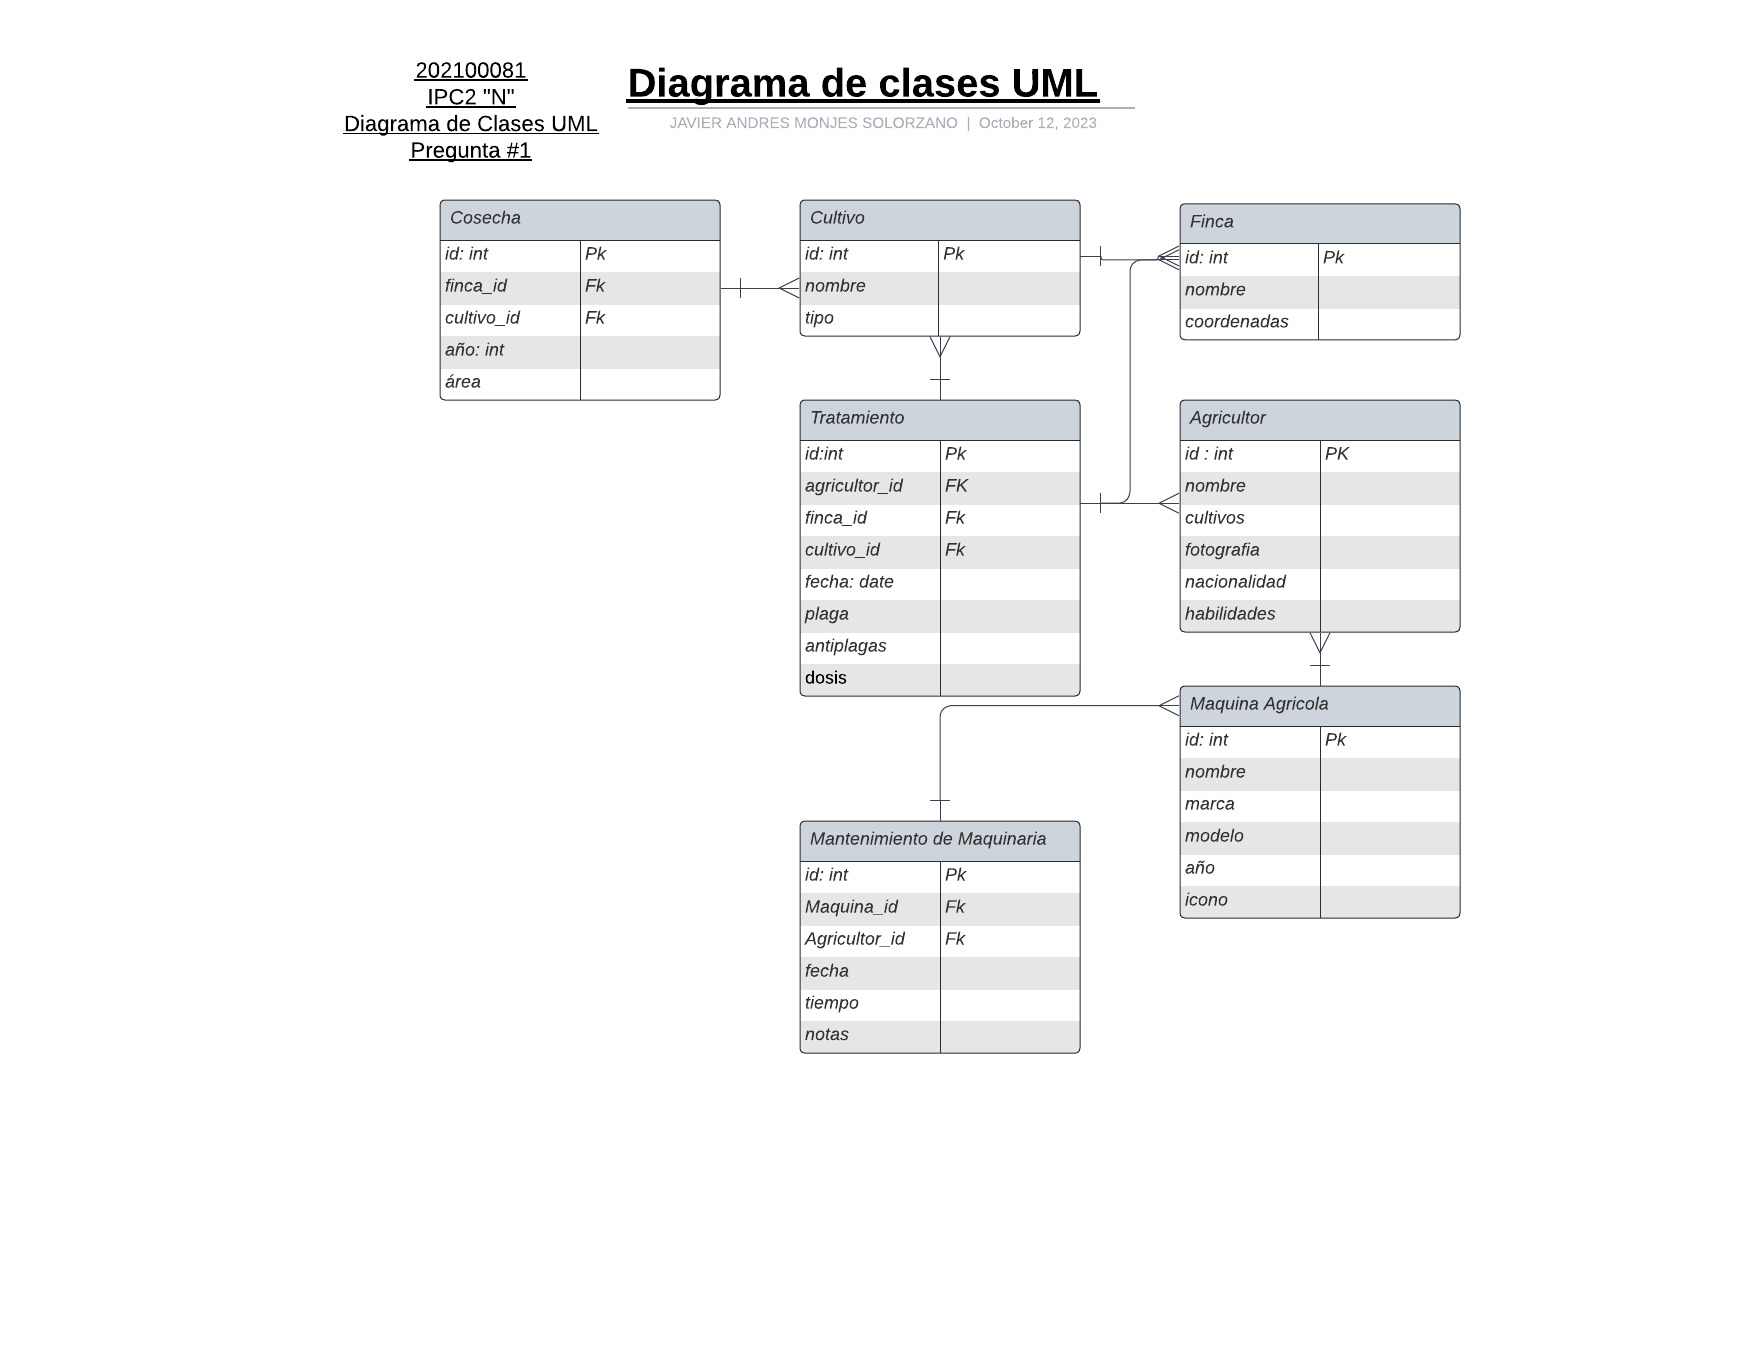 202100081
IPC2 "N"
Diagrama de Clases UML
Pregunta #1
Diagrama de clases UML
JAVIER ANDRES MONJES SOLORZANO | October 12, 2023
Cosecha
id: int Pk
finca_id Fk
cultivo_id Fk
año: int
área
Cultivo
id: int Pk
nombre
tipo
Finca
id: int Pk
nombre
coordenadas
Tratamiento
id:int Pk
agricultor_id FK
finca_id Fk
cultivo_id Fk
fecha: date
plaga
antiplagas
dosis
Agricultor
id : int PK
nombre
cultivos
fotografia
nacionalidad
habilidades
Maquina Agricola
id: int Pk
nombre
marca
modelo
año
icono
Mantenimiento de Maquinaria
id: int Pk
Maquina_id Fk
Agricultor_id Fk
fecha
tiempo
notas